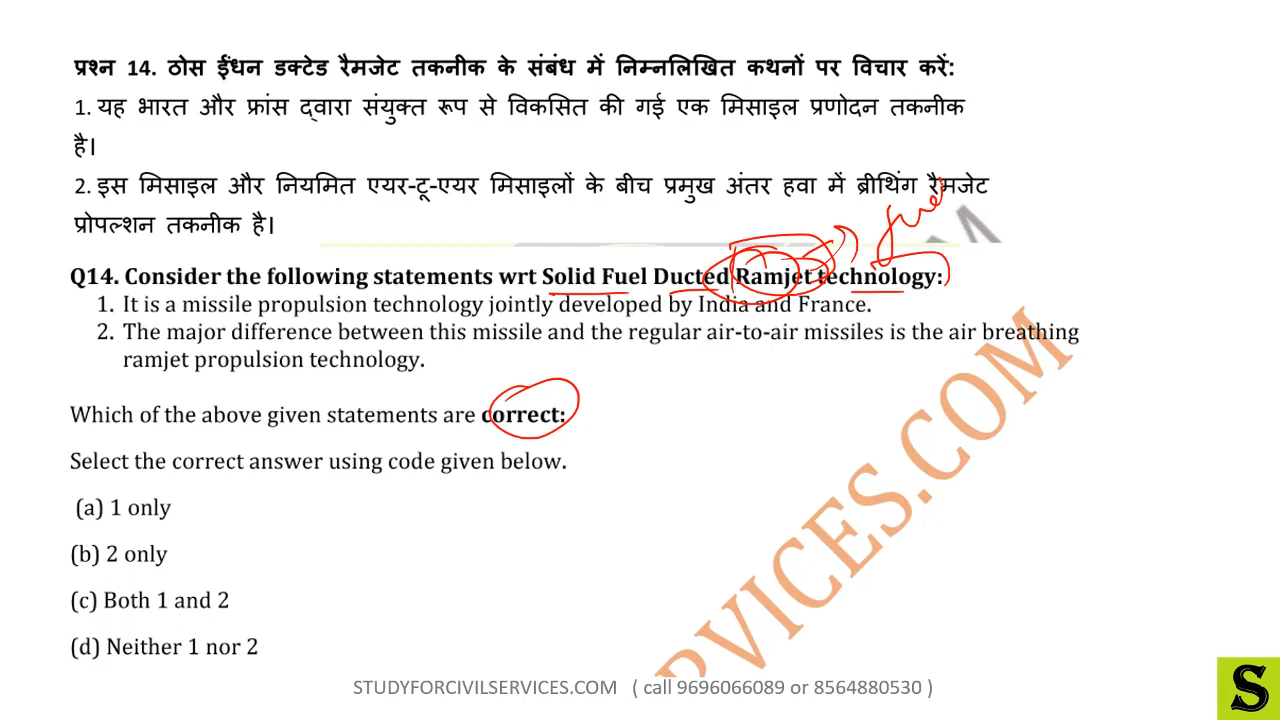 प्रश्न 14. ठोस ईंधन डक्टेड रैमजेट तकनीक के संबंध में निम्नलिखित कथनों पर विचार करें:
1. यह भारत और फ्रांस द्वारा संयुक्त रूप से विकसित की गई एक मिसाइल प्रणोदन तकनीक
है।
2. इस मिसाइल और नियमित एयर-टू-एयर मिसाइलों के बीच प्रमुख अंतर हवा में ब्रीथिंग रैमजेट
प्रोपल्शन तकनीक है।
fuel
Q14. Consider the following statements wrt Solid Fuel Ducted Ramjet technology:
1. It is a missile propulsion technology jointly developed by India and France.
2. The major difference between this missile and the regular air-to-air missiles is the air breathing
ramjet propulsion technology.
Which of the above given statements are correct:
Select the correct answer using code given below.
(a) 1 only
(b) 2 only
(c) Both 1 and 2
(d) Neither 1 nor 2
RVICES.COM
M
STUDYFORCIVILSERVICES.COM ( call 9696066089 or 8564880530 )
S